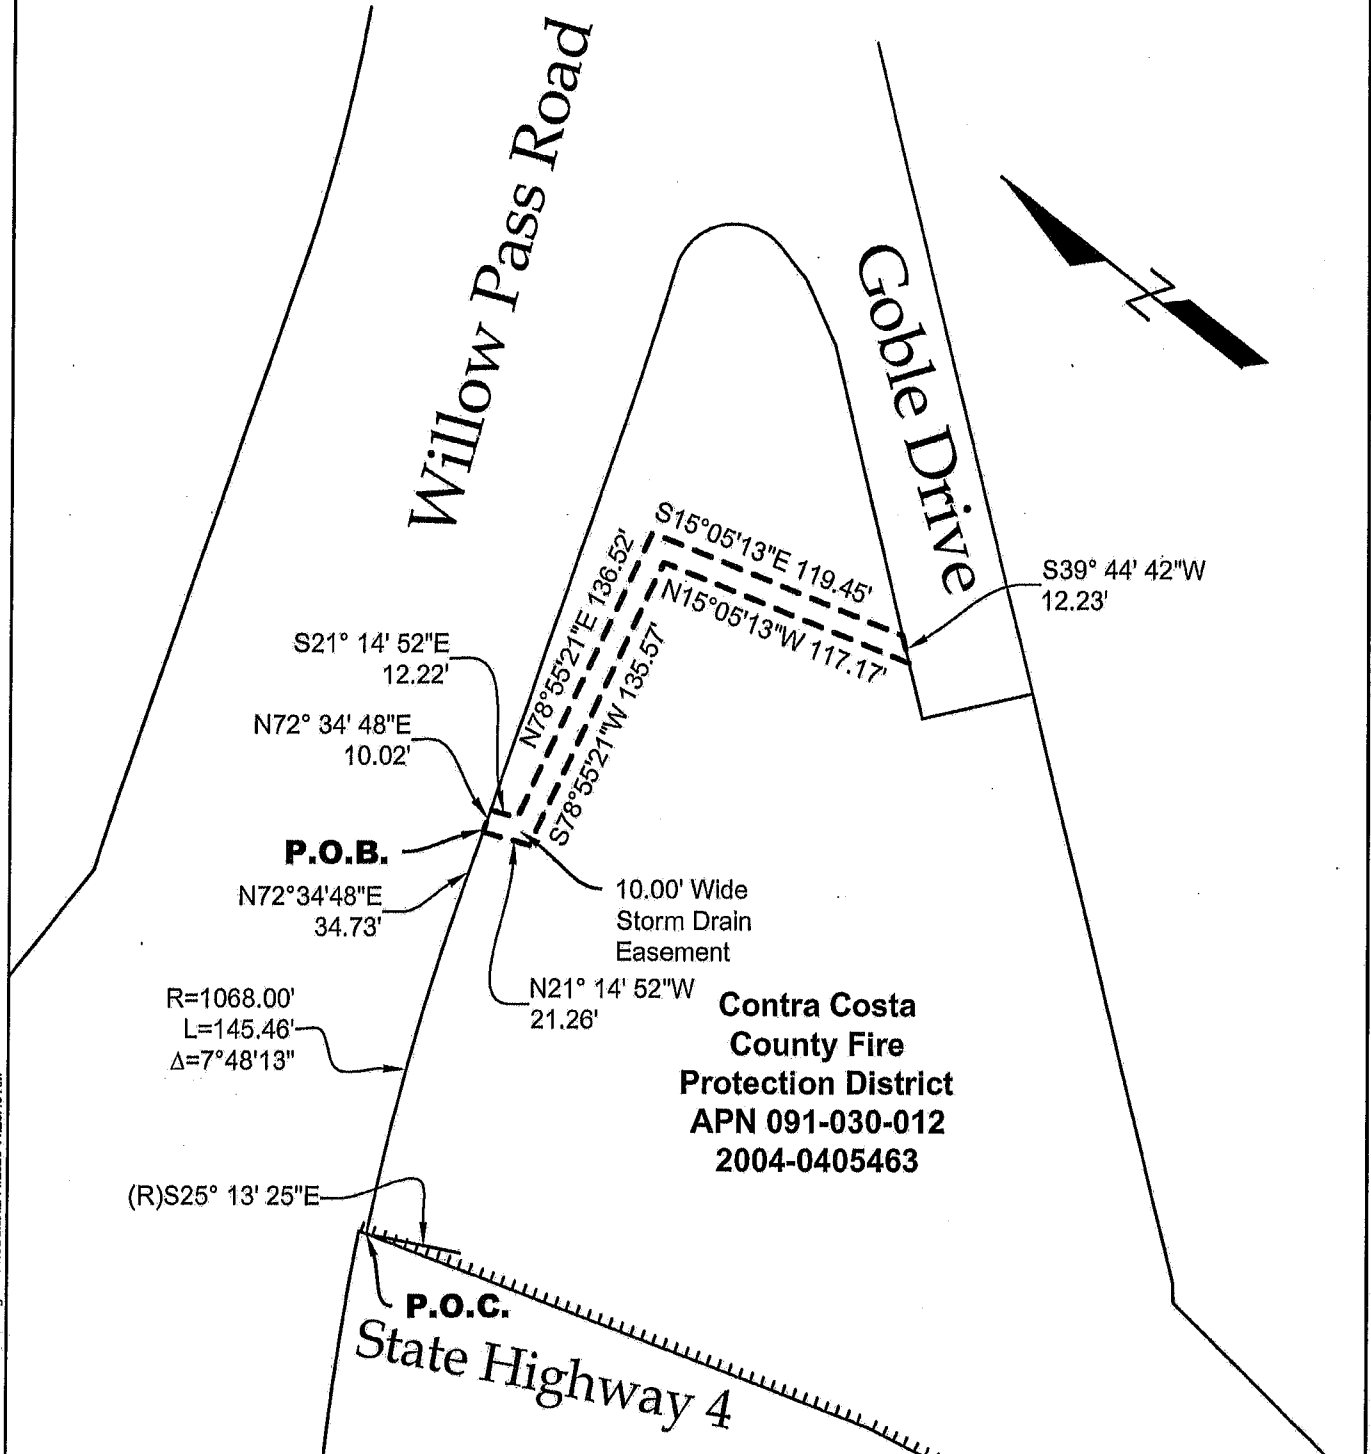 Willow Pass Road
Goble Drive
S15°05'13"E 119.45'
N15°05'13"W 117.17'
S39° 44' 42"W
12.23'
N78°55'21"E 136.52'
S78°55'21"W 135.57'
S21° 14' 52"E
12.22'
N72° 34' 48"E
10.02'
P.O.B.
N72°34'48"E
34.73'
10.00' Wide
Storm Drain
Easement
N21° 14' 52"W
21.26'
R=1068.00'
L=145.46'
Δ=7°48'13"
Contra Costa
County Fire
Protection District
APN 091-030-012
2004-0405463
(R)S25° 13' 25"E
P.O.C.
State Highway 4